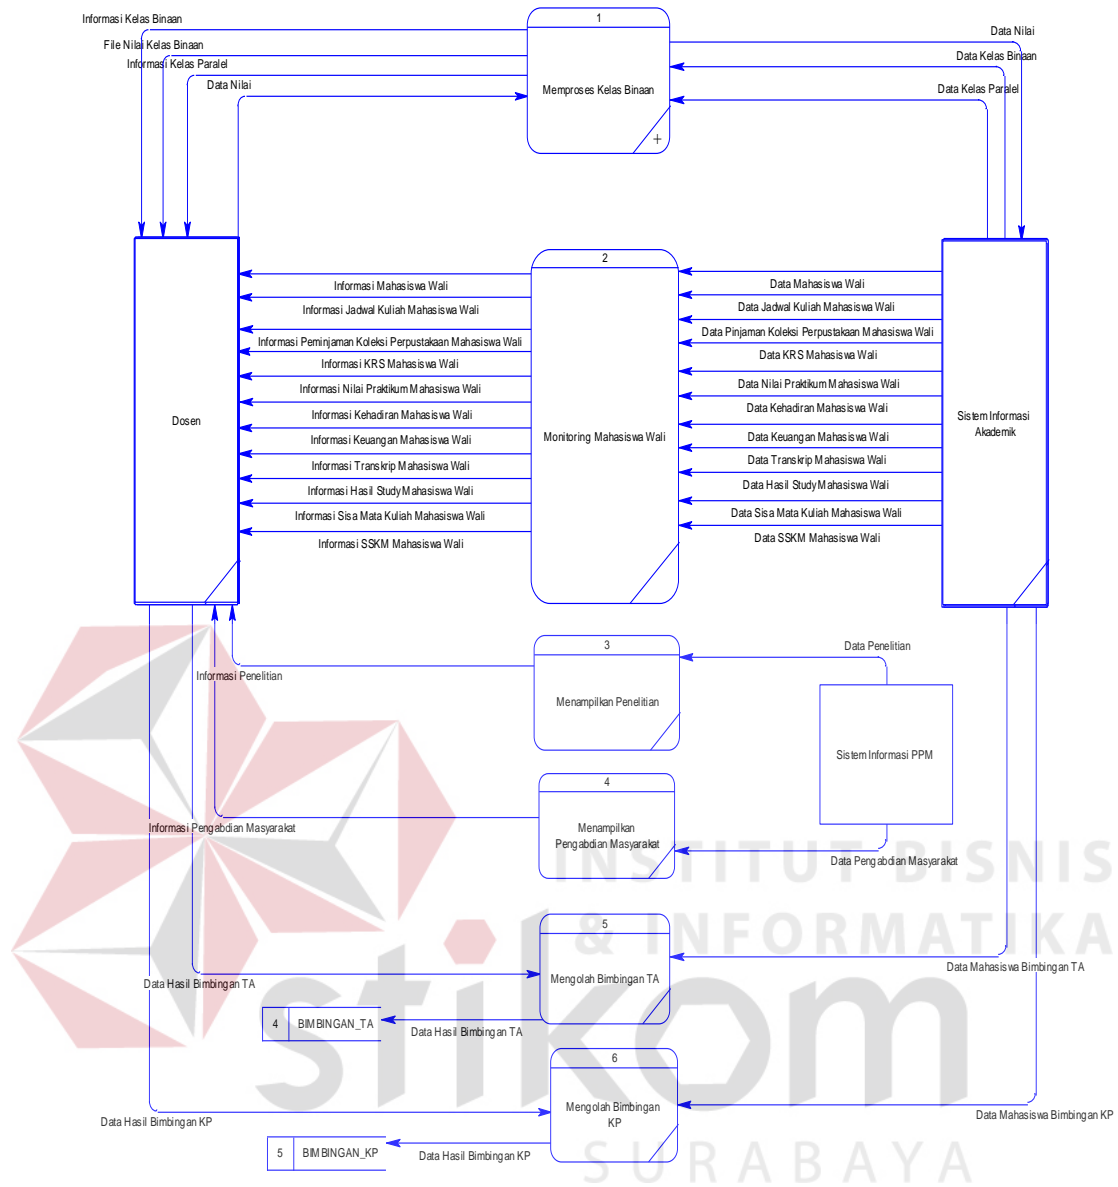 Informasi Kelas Binaan
1
Data Nilai
File Nilai Kelas Binaan
Data Kelas Binaan
Informasi Kelas Paralel
Data Nilai
Memproses Kelas Binaan
Data Kelas Paralel
+
2
Informasi Mahasiswa Wali
Data Mahasiswa Wali
Informasi Jadwal Kuliah Mahasiswa Wali
Data Jadwal Kuliah Mahasiswa Wali
Informasi Peminjaman Koleksi Perpustakaan Mahasiswa Wali
Data Pinjaman Koleksi Perpustakaan Mahasiswa Wali
Informasi KRS Mahasiswa Wali
Data KRS Mahasiswa Wali
Informasi Nilai Praktikum Mahasiswa Wali
Data Nilai Praktikum Mahasiswa Wali
Informasi Kehadiran Mahasiswa Wali
Data Kehadiran Mahasiswa Wali
Dosen
Sistem Informasi
Akademik
Informasi Keuangan Mahasiswa Wali
Monitoring Mahasiswa Wali
Data Keuangan Mahasiswa Wali
Informasi Transkrip Mahasiswa Wali
Data Transkrip Mahasiswa Wali
Informasi Hasil Study Mahasiswa Wali
Data Hasil Study Mahasiswa Wali
Informasi Sisa Mata Kuliah Mahasiswa Wali
Data Sisa Mata Kuliah Mahasiswa Wali
Informasi SSKM Mahasiswa Wali
Data SSKM Mahasiswa Wali
3
Data Penelitian
Informasi Penelitian
Menampilkan Penelitian
Sistem Informasi PPM
4
Informasi Pengabdian Masyarakat
Menampilkan
Pengabdian Masyarakat
Data Pengabdian Masyarakat
INSTITUT BISNIS
& INFORMATIKA
5
Data Hasil Bimbingan TA
Mengolah Bimbingan TA
Data Mahasiswa Bimbingan TA
stikom
4 BIMBINGAN_TA
Data Hasil Bimbingan TA
6
Data Hasil Bimbingan KP
Mengolah Bimbingan
KP
Data Mahasiswa Bimbingan KP
5 BIMBINGAN_KP
Data Hasil Bimbingan KP
SURABAYA